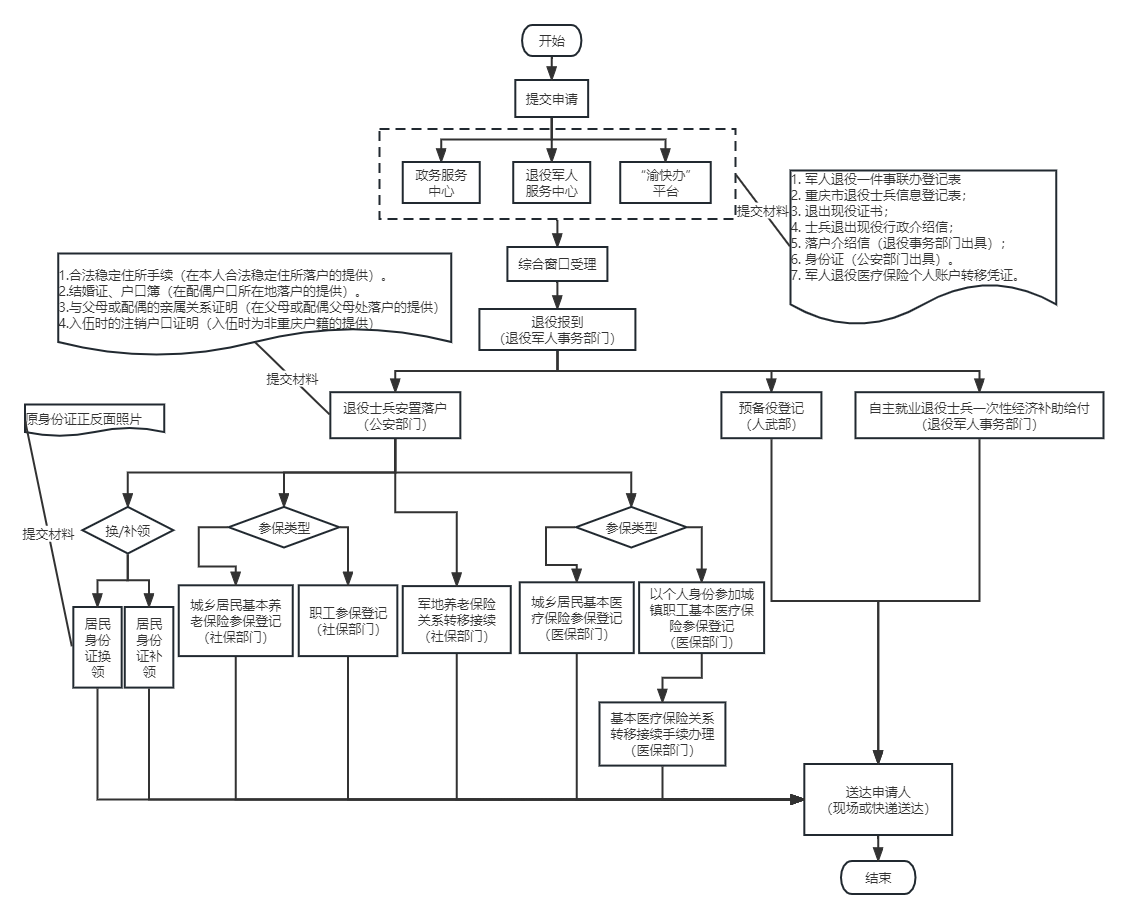 开始
提交申请
政务服务
中心
退役军人
服务中心
“渝快办”
平台
提交材料
1. 军人退役一件事联办登记表
2. 重庆市退役士兵信息登记表；
3. 退出现役证书；
4. 士兵退出现役行政介绍信；
5. 落户介绍信（退役事务部门出具）；
6. 身份证（公安部门出具）。
7. 军人退役医疗保险个人账户转移凭证。
综合窗口受理
1.合法稳定住所手续（在本人合法稳定住所落户的提供）。
2.结婚证、户口簿（在配偶户口所在地落户的提供）。
3.与父母或配偶的亲属关系证明（在父母或配偶父母处落户的提供）
4.入伍时的注销户口证明（入伍时为非重庆户籍的提供）
退役报到
（退役军人事务部门）
提交材料
退役士兵安置落户
（公安部门）
预备役登记
（人武部）
自主就业退役士兵一次性经济补助给付
（退役军人事务部门）
原身份证正反面照片
提交材料
换/补领
参保类型
参保类型
居民
身份
证换
领
居民
身份
证补
领
城乡居民基本养
老保险参保登记
（社保部门）
职工参保登记
（社保部门）
军地养老保险
关系转移接续
（社保部门）
城乡居民基本医
疗保险参保登记
（医保部门）
以个人身份参加城
镇职工基本医疗保
险参保登记
（医保部门）
基本医疗保险关系
转移接续手续办理
（医保部门）
送达申请人
（现场或快递送达）
结束